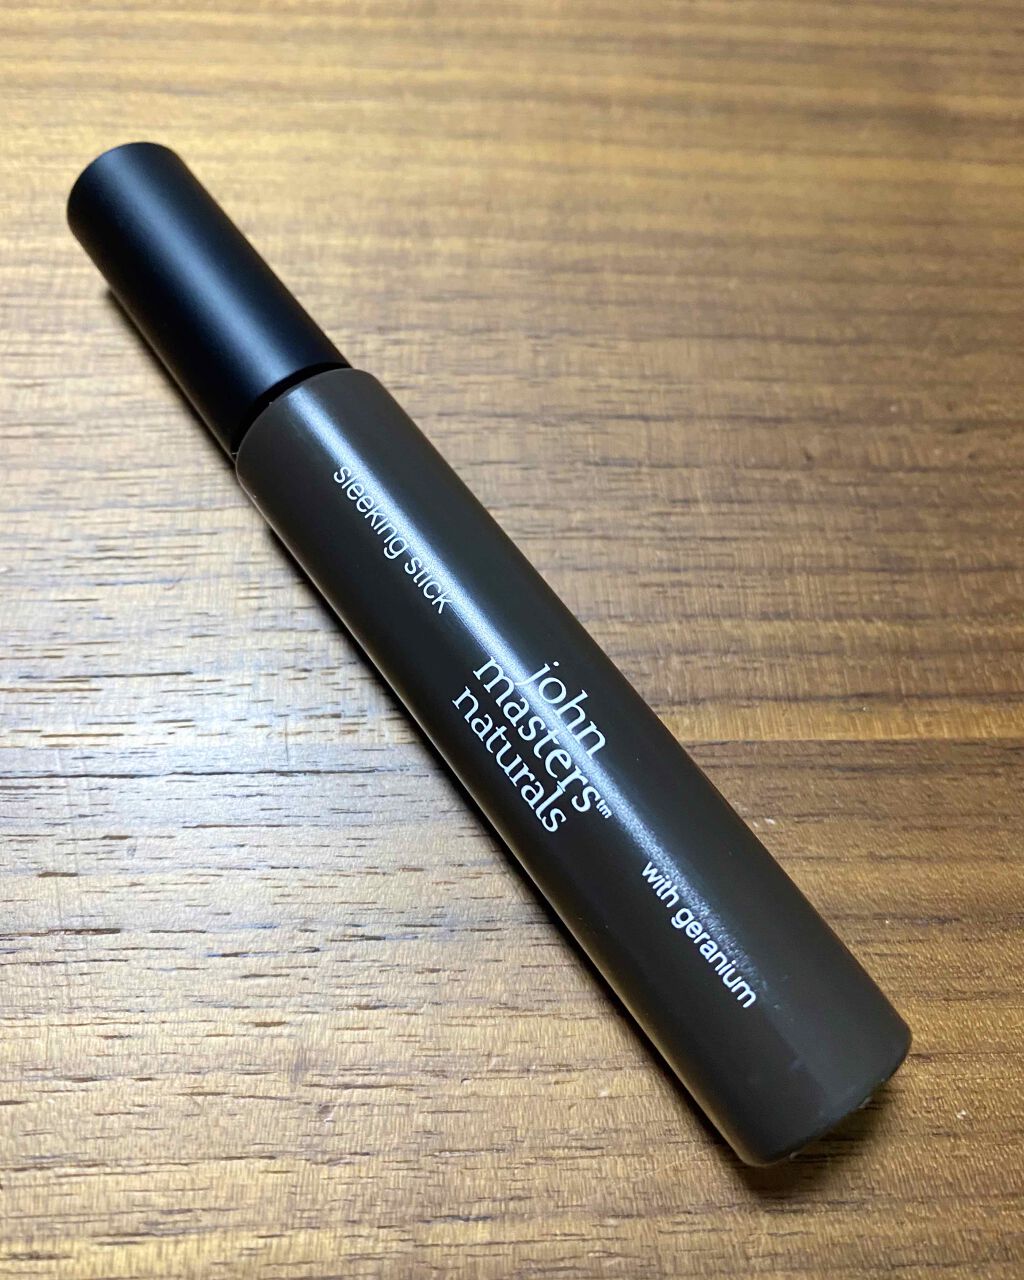 sleeking stick
john
masters™
naturals
with geranium